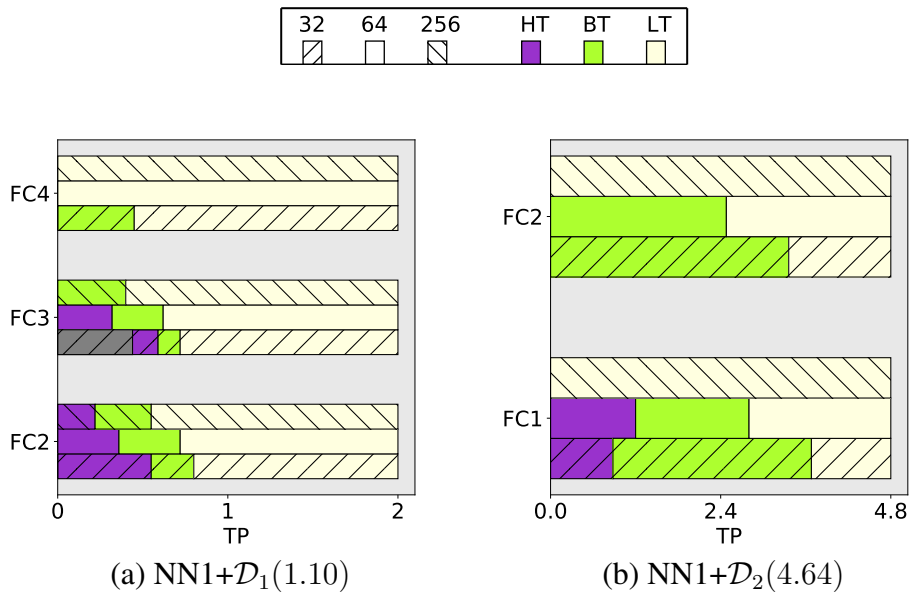 32 64 256 HT BT LT
FC4
FC3
FC2
0 1 2
TP
(a) NN1+𝒟₁(1.10)
FC2
FC1
0.0 2.4 4.8
TP
(b) NN1+𝒟₂(4.64)